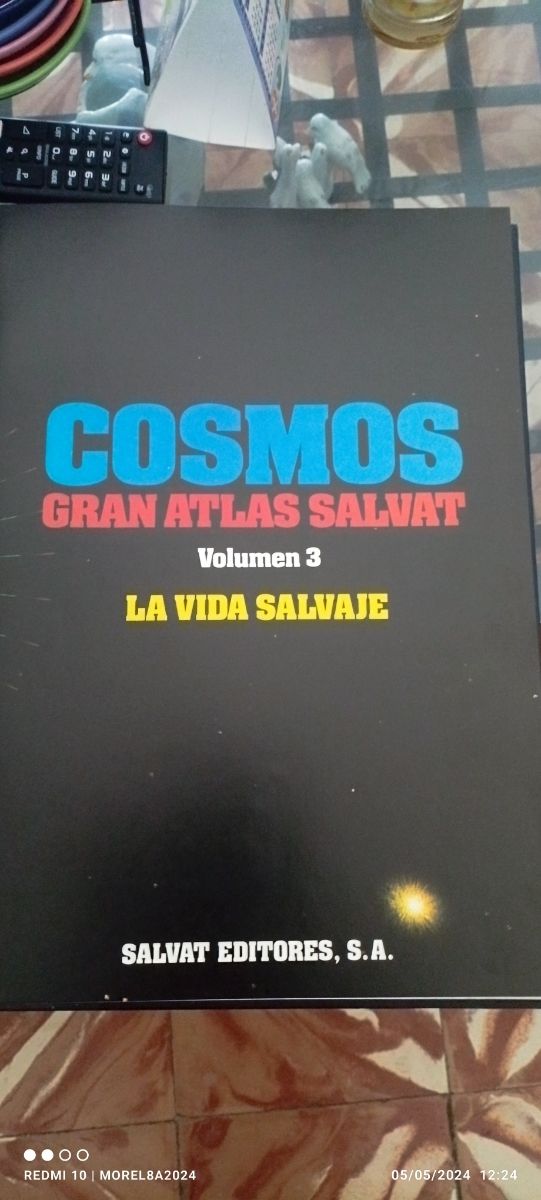 COSMOS
GRAN ATLAS SALVAT
Volumen 3
LA VIDA SALVAJE
SALVAT EDITORES, S.A.
REDMI 10 | MOREL8A2024
05/05/2024 12:24